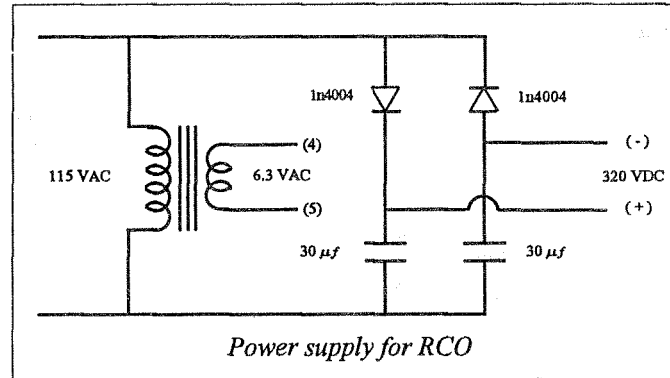 1n4004
1n4004
(4)
(-)
115 VAC
6.3 VAC
320 VDC
(5)
(+)
30 µf
30 µf
Power supply for RCO